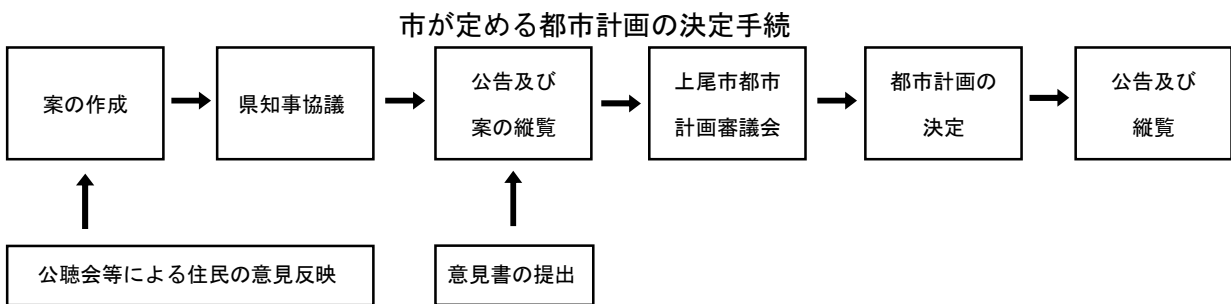 市が定める都市計画の決定手続
案の作成
県知事協議
公告及び
案の縦覧
上尾市都市
計画審議会
都市計画の
決定
公告及び
縦覧
公聴会等による住民の意見反映
意見書の提出